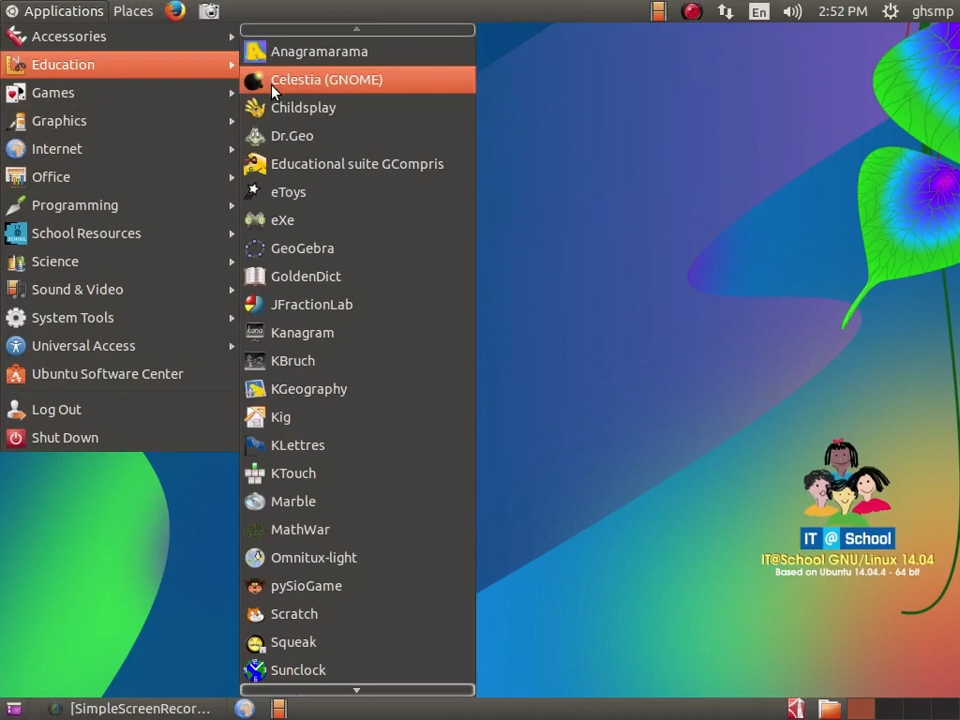 Applications Places En 2:52 PM ghsmp
Accessories
Education
Games
Graphics
Internet
Office
Programming
School Resources
Science
Sound & Video
System Tools
Universal Access
Ubuntu Software Center
Log Out
Shut Down
Anagramarama
Celestia (GNOME)
Childsplay
Dr.Geo
Educational suite GCompris
eToys
eXe
GeoGebra
GoldenDict
JFractionLab
Kanagram
KBruch
KGeography
Kig
KLettres
KTouch
Marble
MathWar
Omnitux-light
pySioGame
Scratch
Squeak
Sunclock
IT @ School
IT@School GNU/Linux 14.04
Based on Ubuntu 14.04.4 - 64 bit
[SimpleScreenRecor...